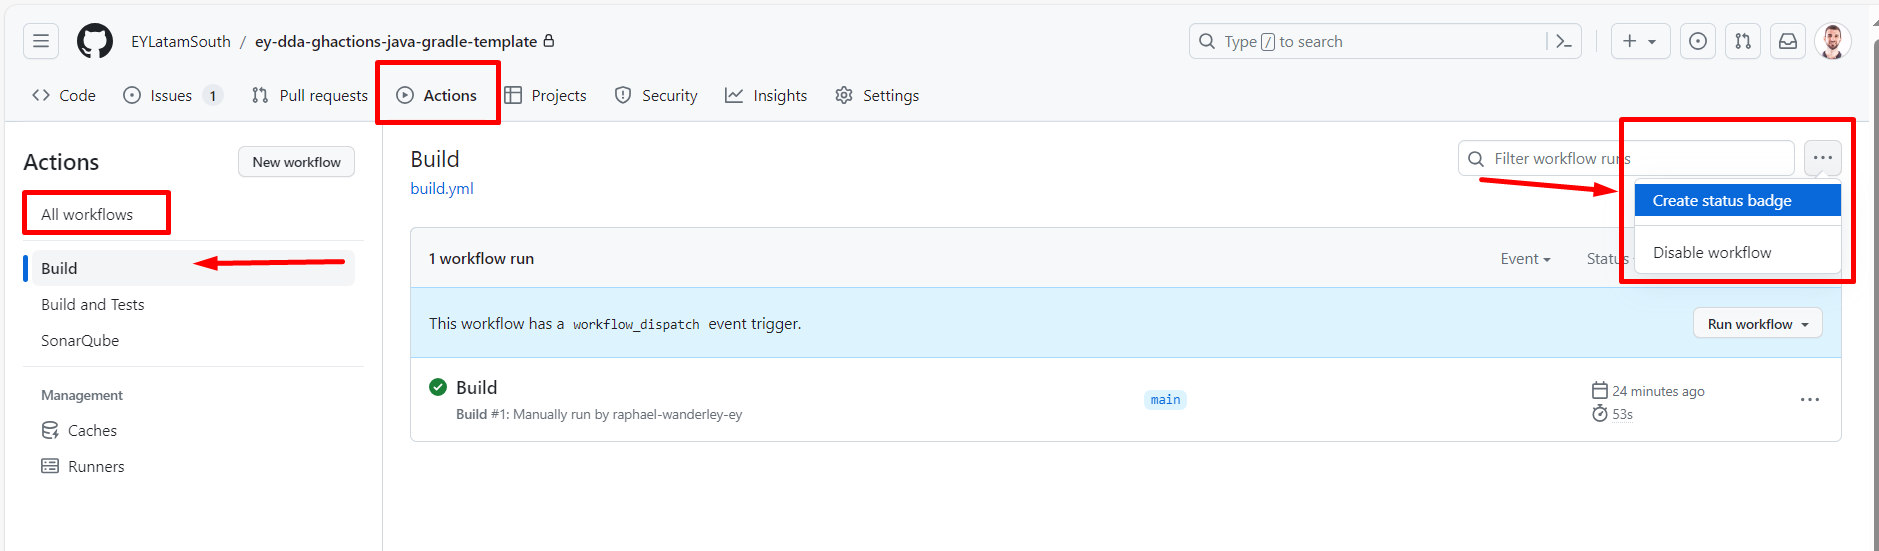 EYLatamSouth / ey-dda-ghactions-java-gradle-template
Type / to search
Code Issues 1 Pull requests Actions Projects Security Insights Settings
Actions
New workflow
All workflows
Build
Build and Tests
SonarQube
Management
Caches
Runners
Build
build.yml
Filter workflow runs
Create status badge
Disable workflow
1 workflow run
Event
Status
This workflow has a workflow_dispatch event trigger.
Run workflow
Build
Build #1: Manually run by raphael-wanderley-ey
main
24 minutes ago
53s